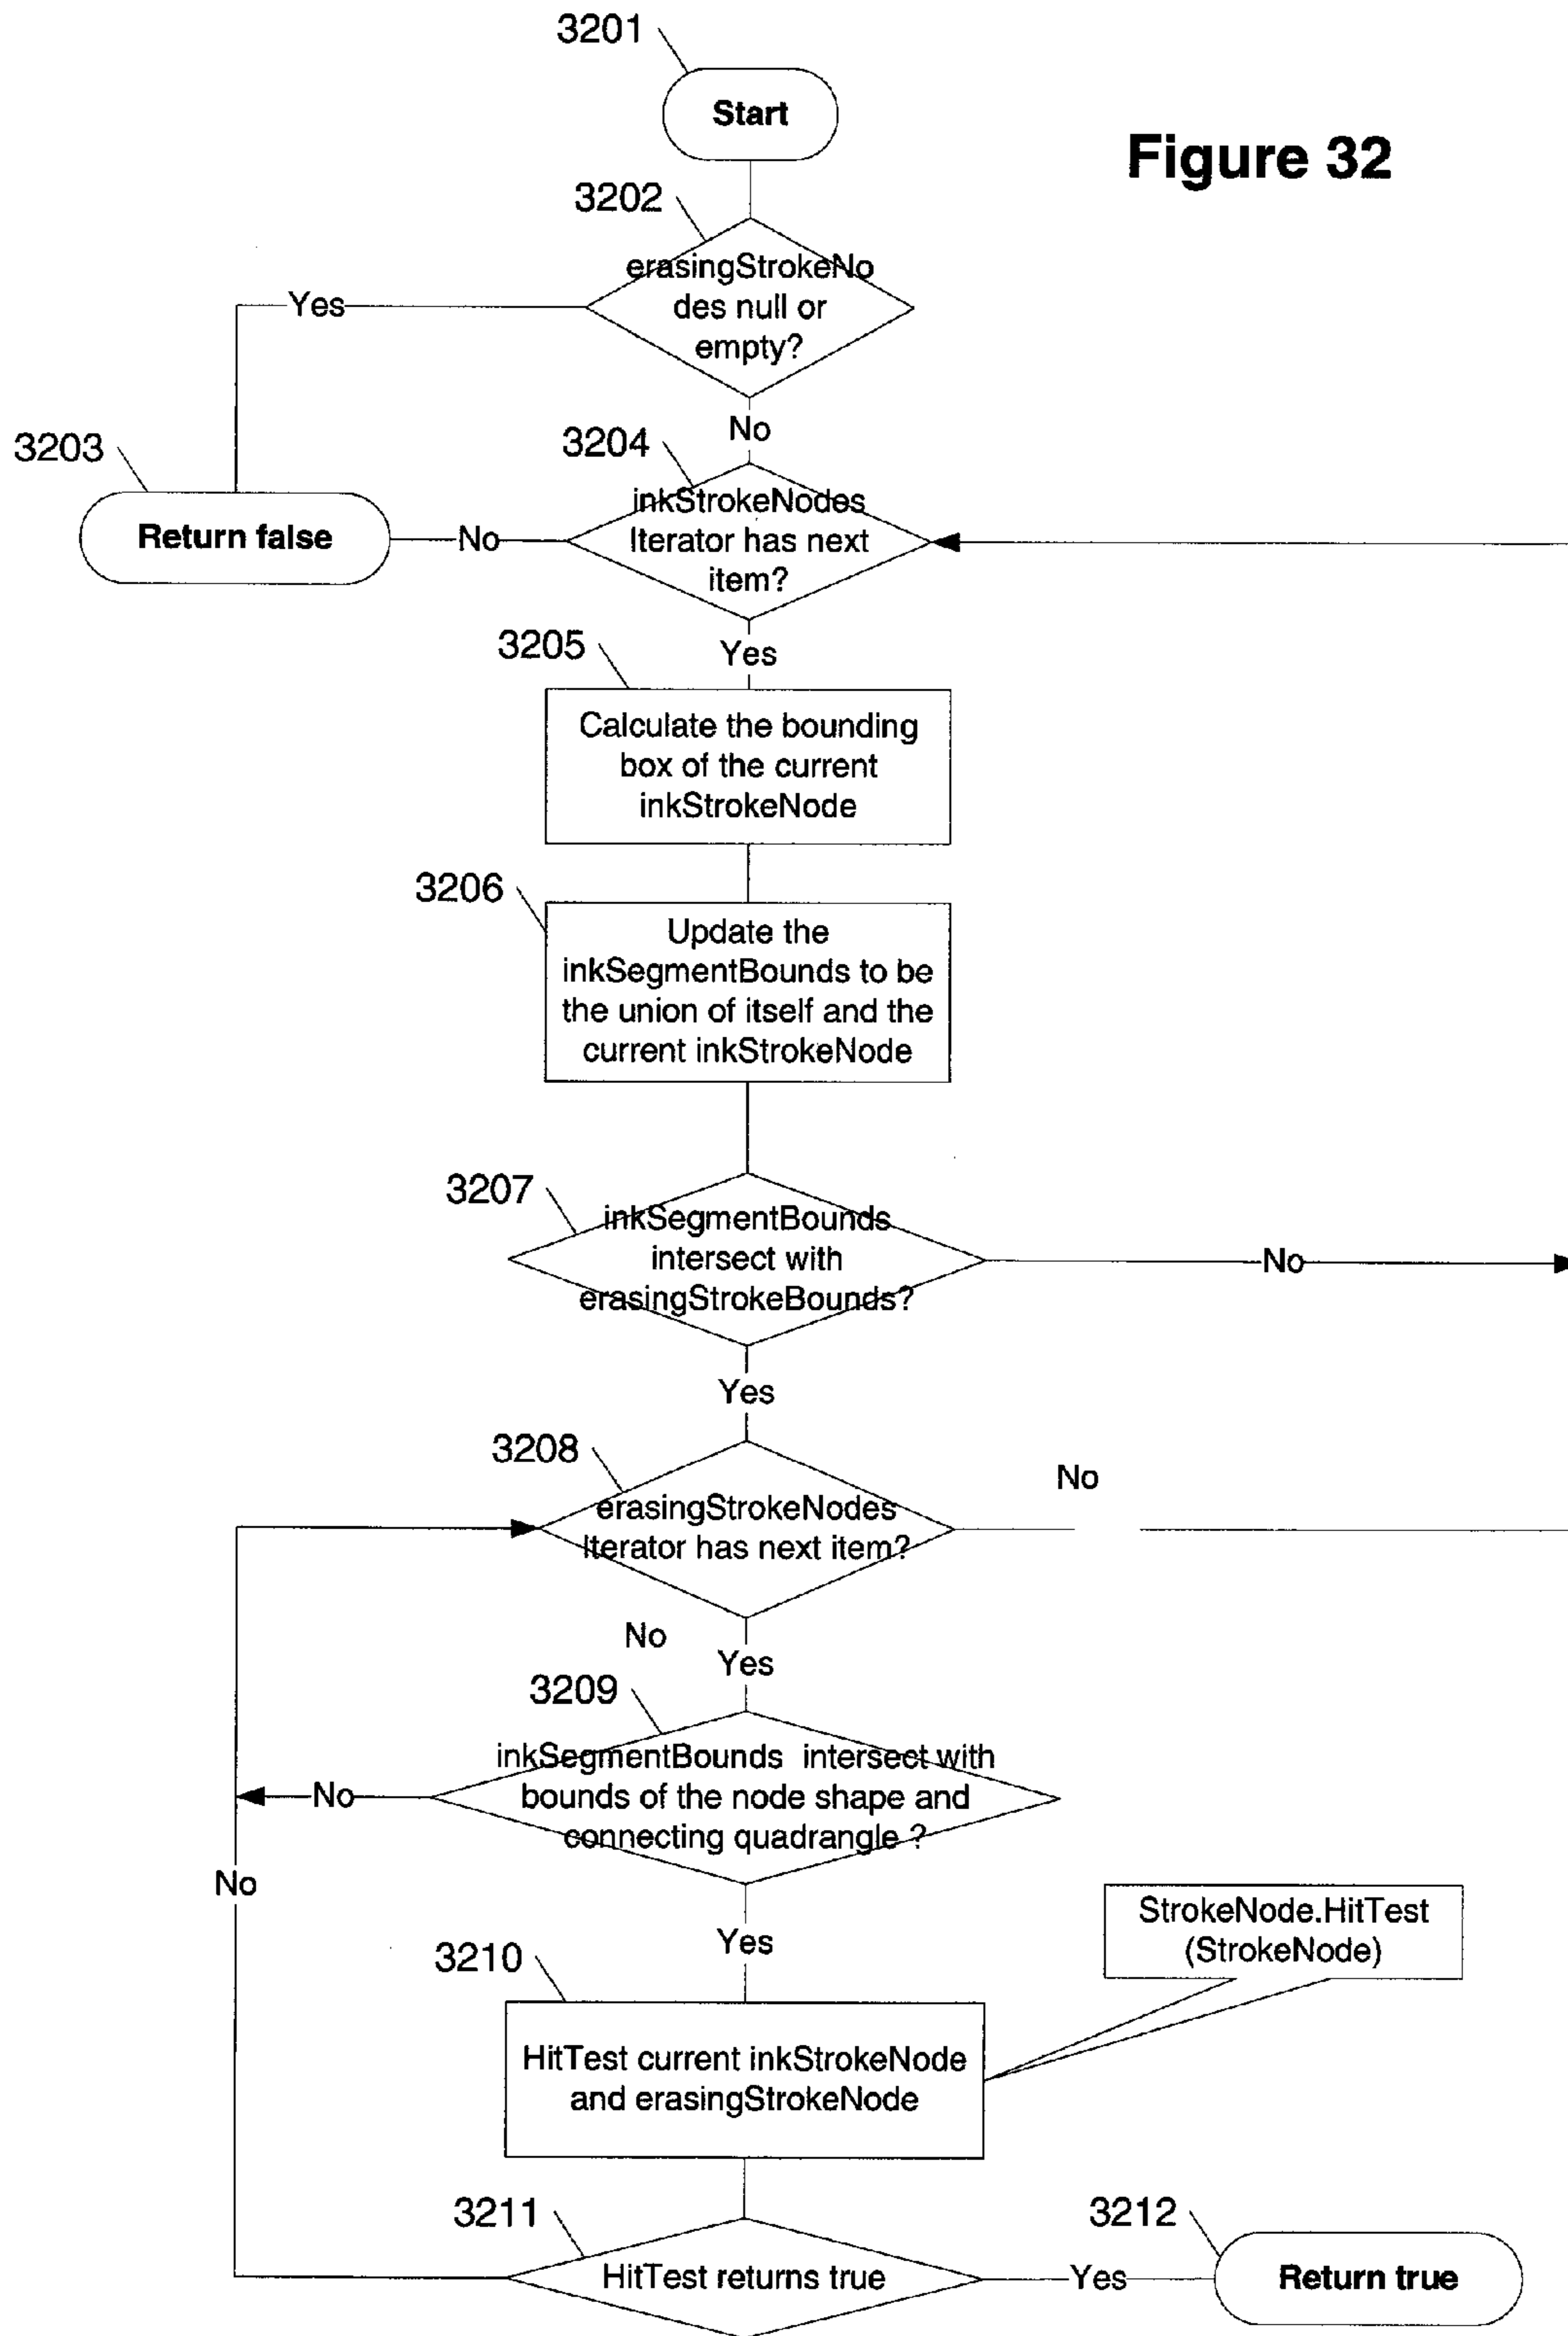 3201
Start
Figure 32
3202
erasingStrokeNo
des null or
empty?
Yes
No
3203
3204
Return false
No
inkStrokeNodes
Iterator has next
item?
3205
Yes
Calculate the bounding
box of the current
inkStrokeNode
3206
Update the
inkSegmentBounds to be
the union of itself and the
current inkStrokeNode
3207
inkSegmentBounds
intersect with
erasingStrokeBounds?
No
Yes
3208
No
erasingStrokeNodes
Iterator has next item?
No
Yes
3209
inkSegmentBounds intersect with
bounds of the node shape and
connecting quadrangle ?
No
No
Yes
StrokeNode.HitTest
(StrokeNode)
3210
HitTest current inkStrokeNode
and erasingStrokeNode
3211
3212
HitTest returns true
Yes
Return true